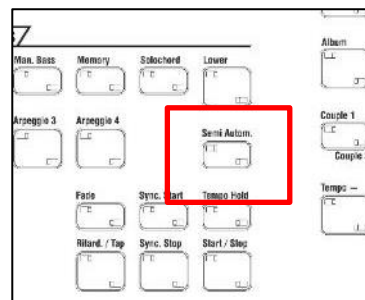 Man. Bass Memory Solochord Lower
Album
Arpeggio 3 Arpeggio 4
Semi Autom.
Couple 1
Couple
Fade Sync. Start Tempo Hold
Tempo –
Ritard. / Tap Sync. Stop Start / Stop